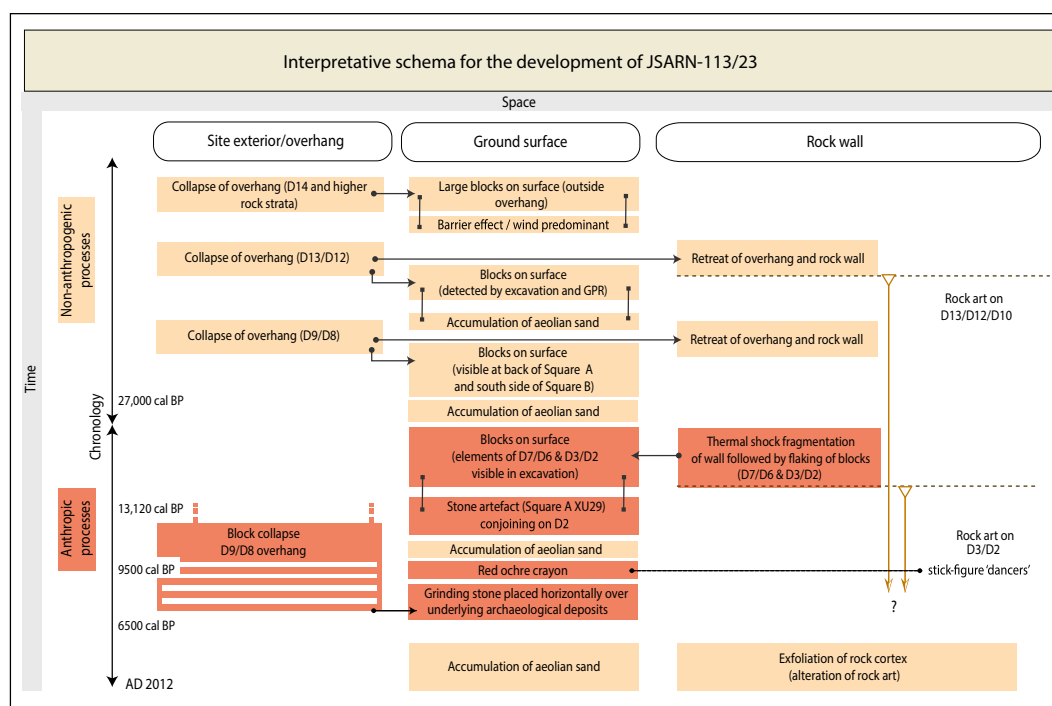 Interpretative schema for the development of JSARN-113/23
Space
Time
Chronology
Non-anthropogenic
processes
Anthropic
processes
Site exterior/overhang
Ground surface
Rock wall
Collapse of overhang (D14 and higher
rock strata)
Large blocks on surface (outside
overhang)
Barrier effect / wind predominant
Collapse of overhang (D13/D12)
Retreat of overhang and rock wall
Blocks on surface
(detected by excavation and GPR)
Rock art on
D13/D12/D10
Accumulation of aeolian sand
Collapse of overhang (D9/D8)
Retreat of overhang and rock wall
Blocks on surface
(visible at back of Square A
and south side of Square B)
27,000 cal BP
Accumulation of aeolian sand
Blocks on surface
(elements of D7/D6 & D3/D2
visible in excavation)
Thermal shock fragmentation
of wall followed by flaking of blocks
(D7/D6 & D3/D2)
13,120 cal BP
Stone artefact (Square A XU29)
conjoining on D2
Block collapse
D9/D8 overhang
Accumulation of aeolian sand
Rock art on
D3/D2
stick-figure ‘dancers’
9500 cal BP
Red ochre crayon
Grinding stone placed horizontally over
underlying archaeological deposits
?
6500 cal BP
Accumulation of aeolian sand
Exfoliation of rock cortex
(alteration of rock art)
AD 2012